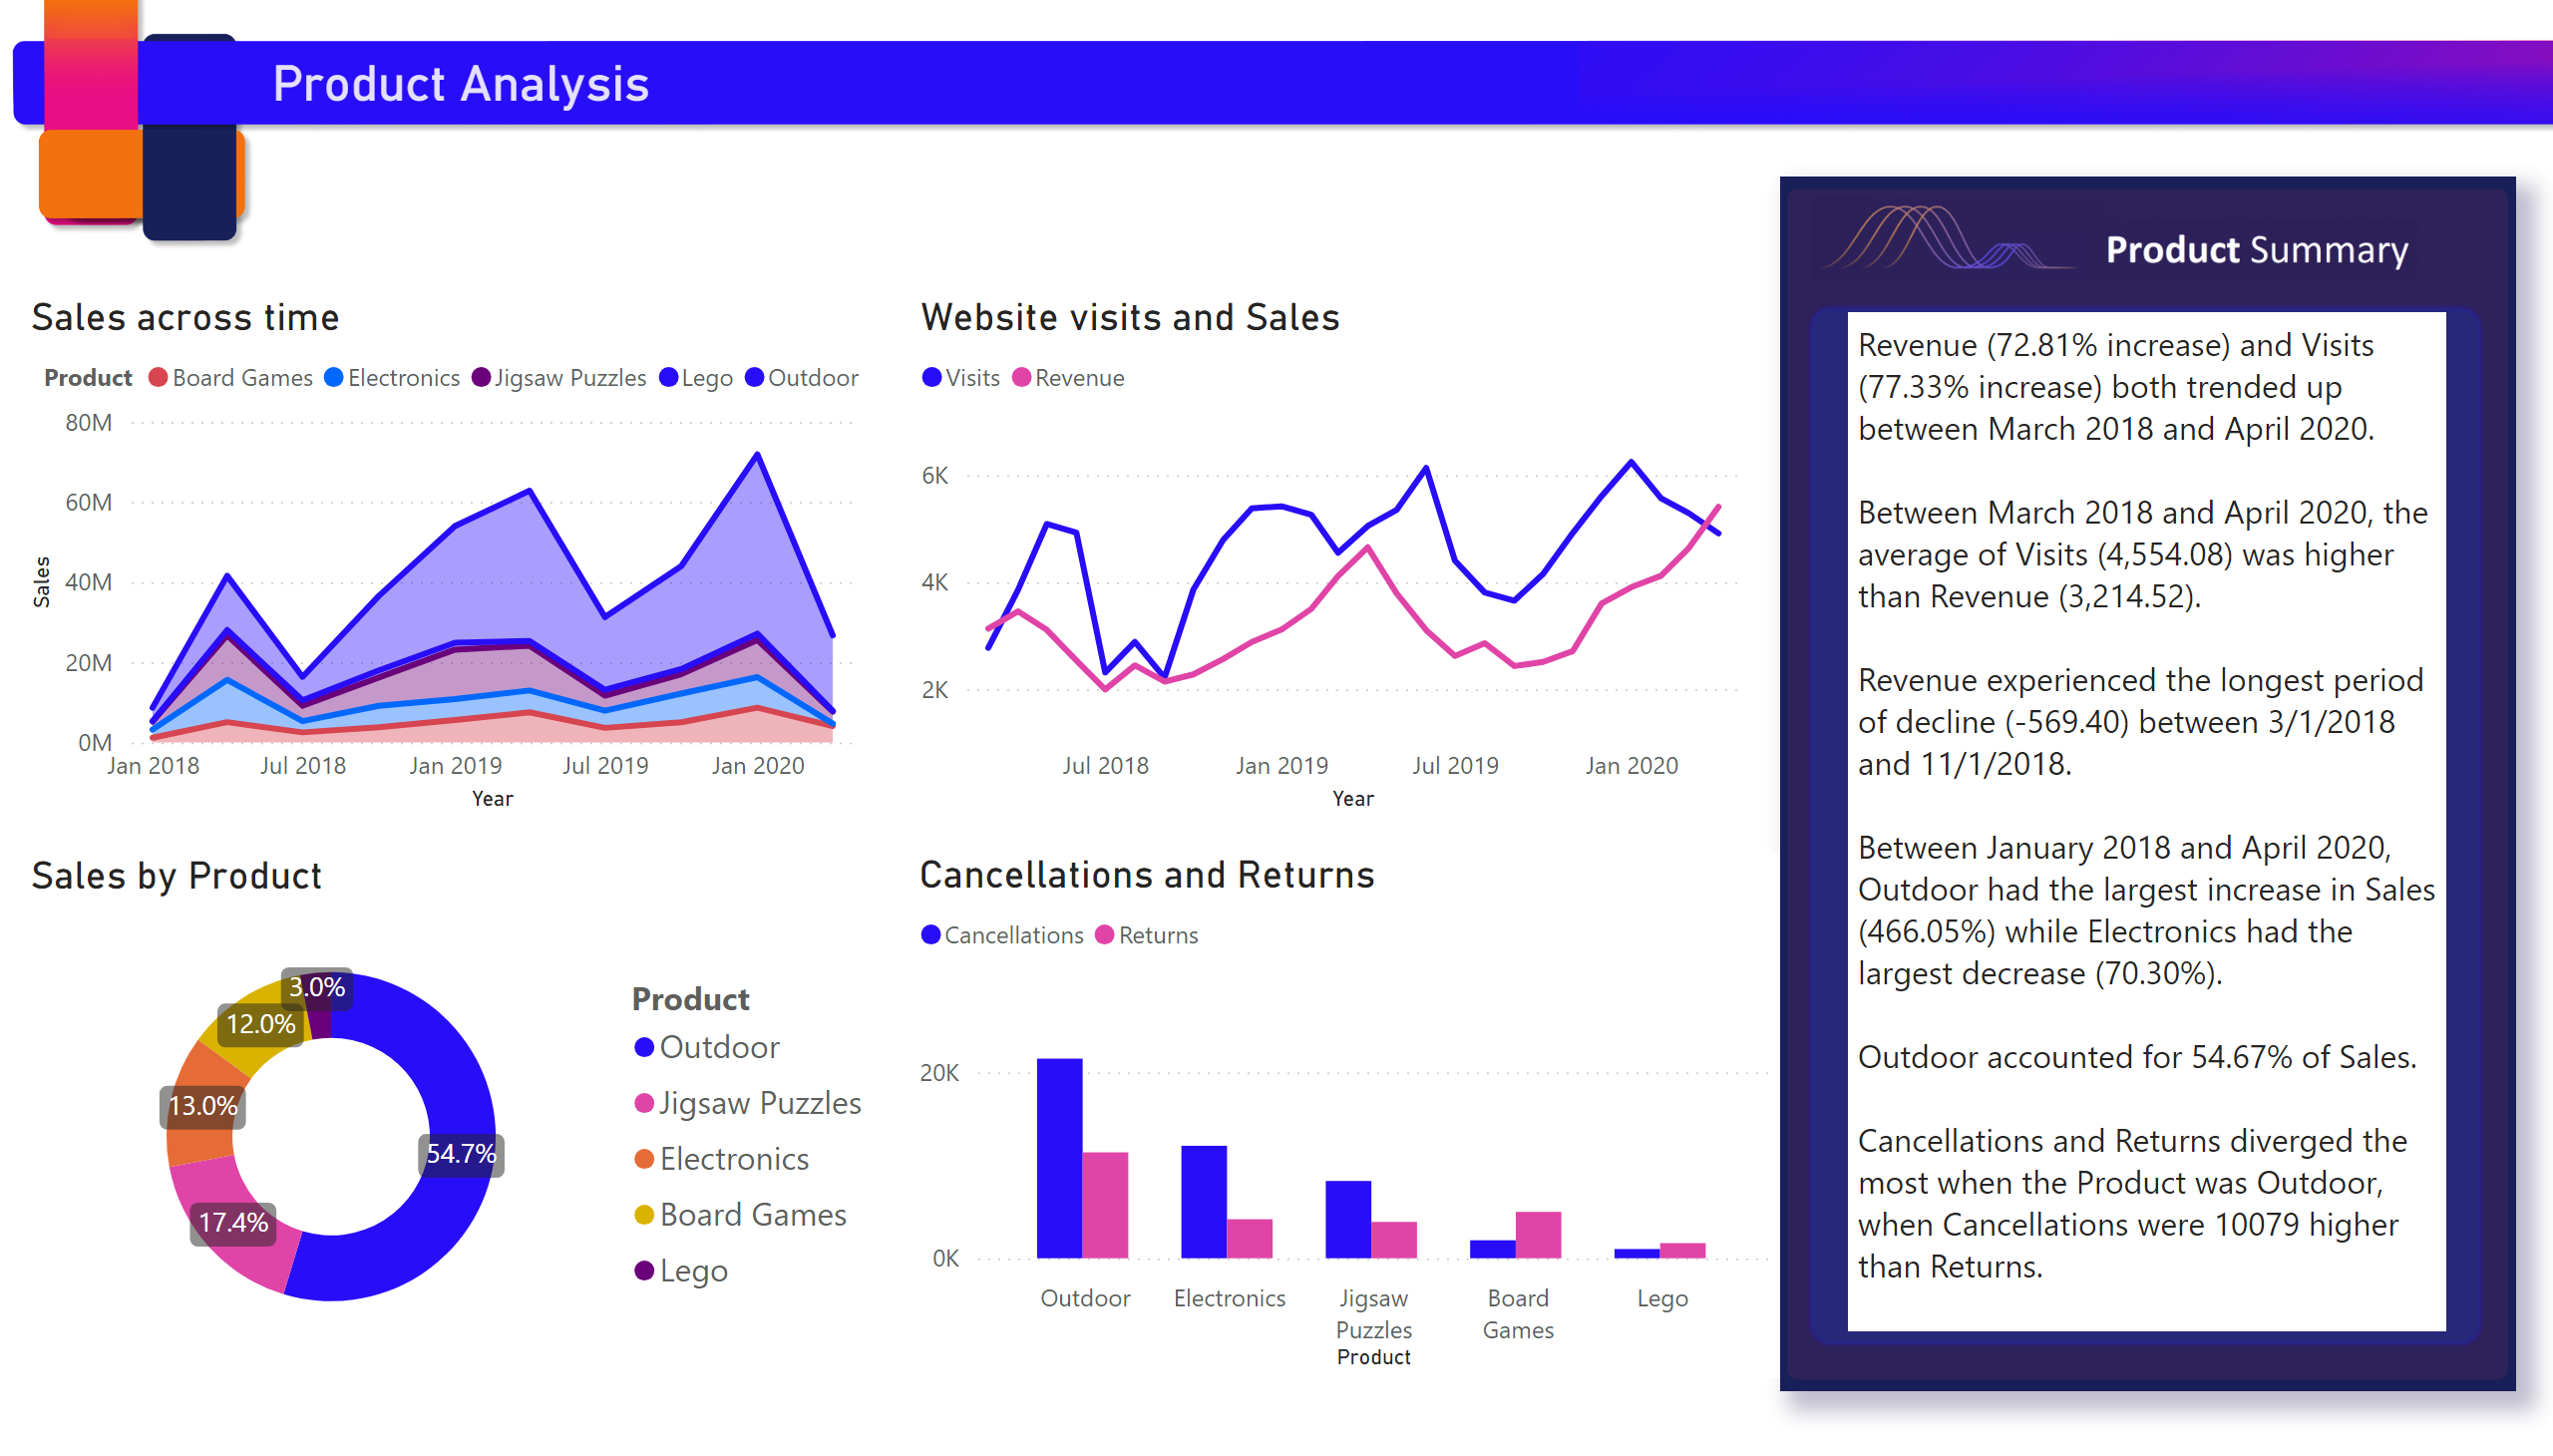 Product Analysis
Sales across time
Product Board Games Electronics Jigsaw Puzzles Lego Outdoor
80M
60M
40M
20M
0M
Sales
Jan 2018 Jul 2018 Jan 2019 Jul 2019 Jan 2020
Year
Website visits and Sales
Visits Revenue
6K
4K
2K
Jul 2018 Jan 2019 Jul 2019 Jan 2020
Year
Sales by Product
3.0%
12.0%
13.0%
54.7%
17.4%
Product
Outdoor
Jigsaw Puzzles
Electronics
Board Games
Lego
Cancellations and Returns
Cancellations Returns
20K
0K
Outdoor Electronics Jigsaw Board Lego
Puzzles Games
Product
Product Summary
Revenue (72.81% increase) and Visits
(77.33% increase) both trended up
between March 2018 and April 2020.
Between March 2018 and April 2020, the
average of Visits (4,554.08) was higher
than Revenue (3,214.52).
Revenue experienced the longest period
of decline (-569.40) between 3/1/2018
and 11/1/2018.
Between January 2018 and April 2020,
Outdoor had the largest increase in Sales
(466.05%) while Electronics had the
largest decrease (70.30%).
Outdoor accounted for 54.67% of Sales.
Cancellations and Returns diverged the
most when the Product was Outdoor,
when Cancellations were 10079 higher
than Returns.